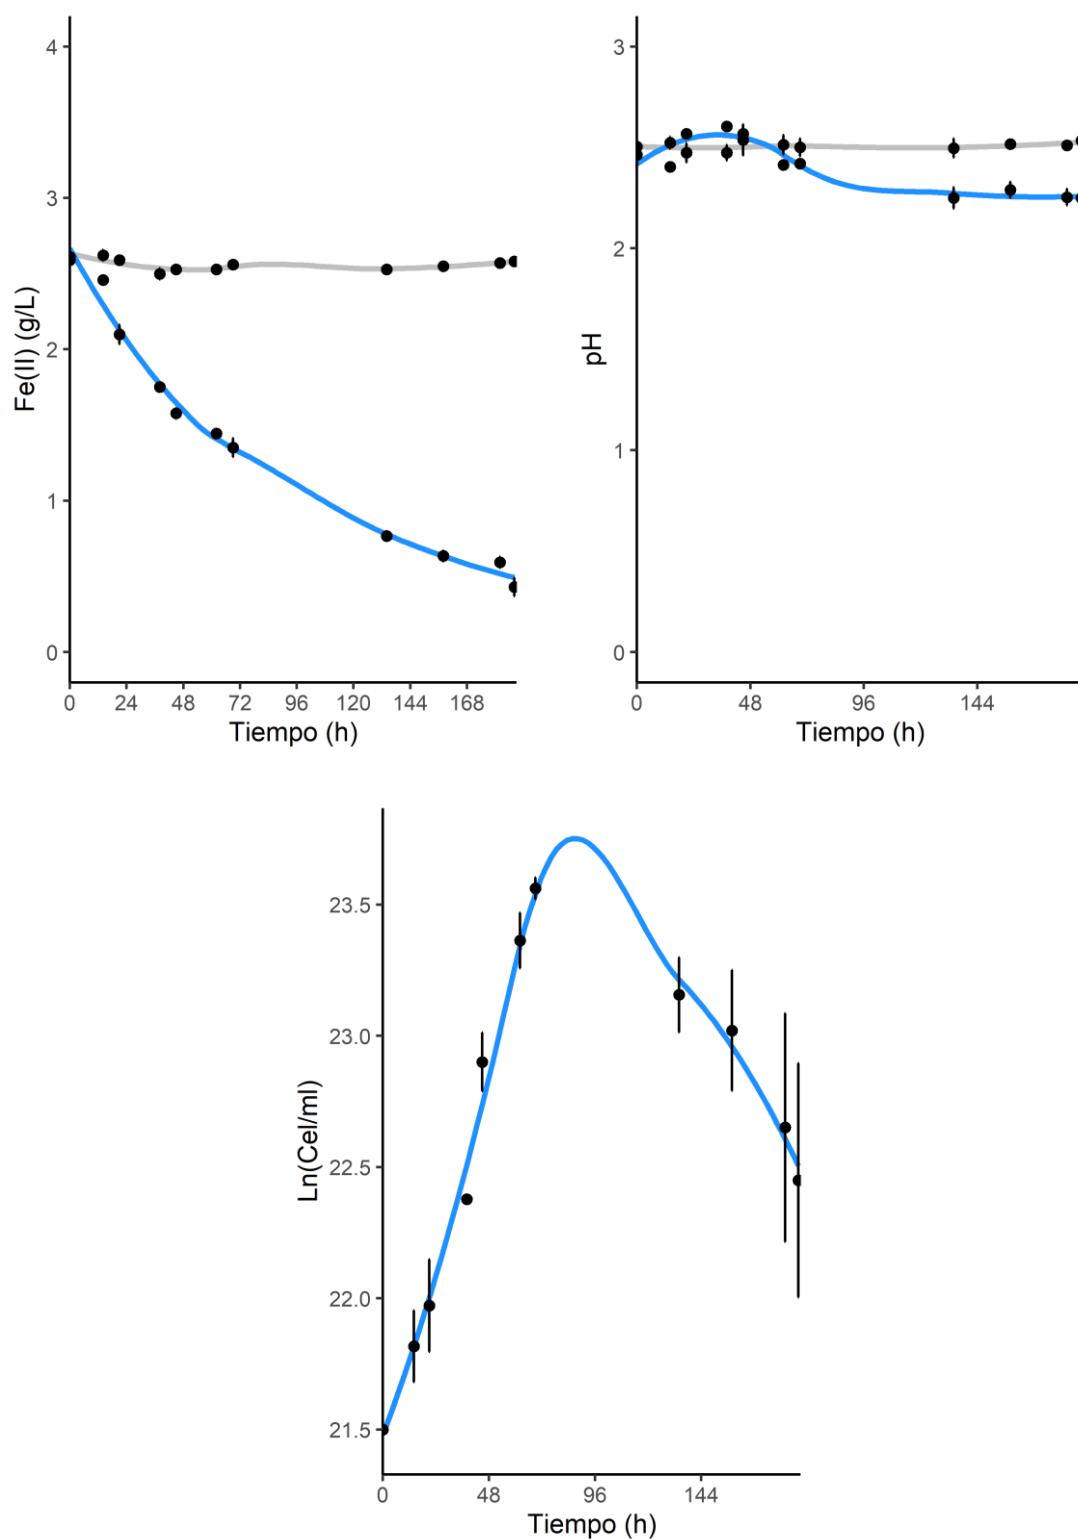 4
3
2
1
0
Fe(II) (g/L)
0 24 48 72 96 120 144 168
Tiempo (h)
3
2
1
0
pH
0 48 96 144
Tiempo (h)
23.5
23.0
22.5
22.0
21.5
Ln(Cel/ml)
0 48 96 144
Tiempo (h)